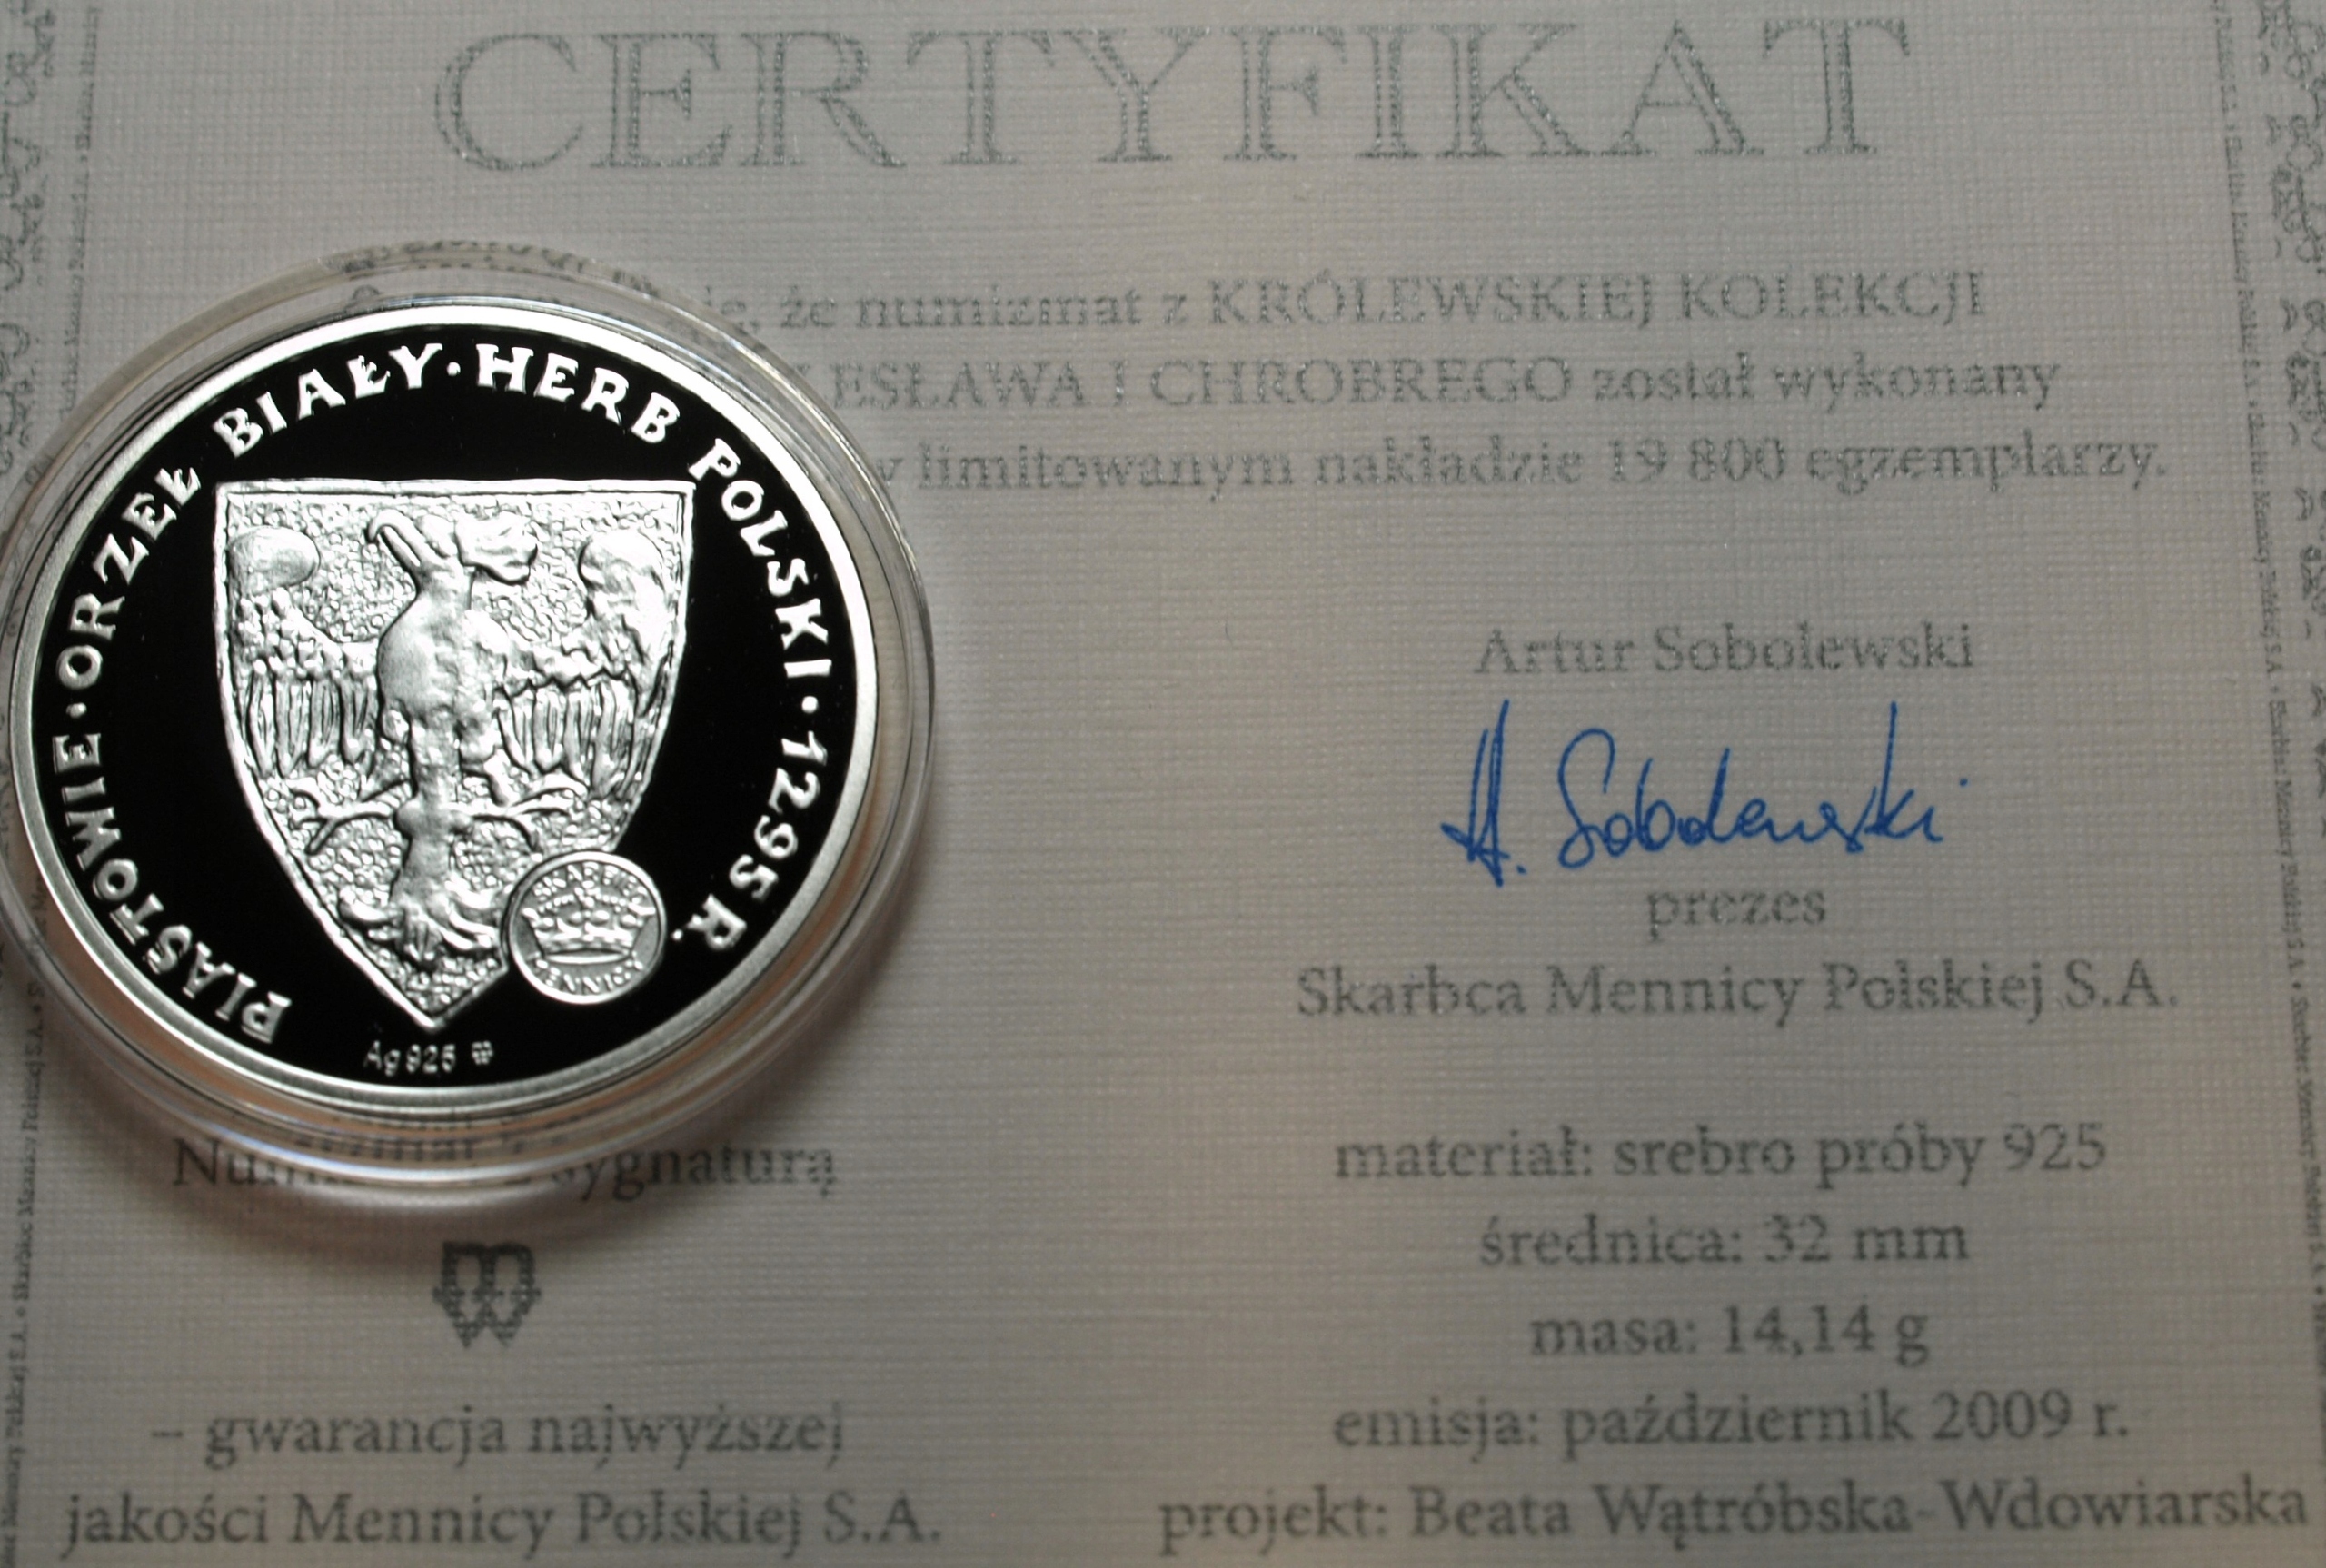 CERTYFIKAT
że numizmat z KRÓLEWSKIEJ KOLEKCJI
I CHROBREGO został wykonany
w limitowanym nakładzie 19 800 egzemplarzy.
PIASTOWIE · ORZEŁ BIAŁY · HERB POLSKI · 1295 R.
SKARBIEC
MENNICY
Ag 925
Artur Sobolewski
A. Sobolewski
prezes
Skarbca Mennicy Polskiej S.A.
sygnaturą
– gwarancja najwyższej
jakości Mennicy Polskiej S.A.
materiał: srebro próby 925
średnica: 32 mm
masa: 14,14 g
emisja: październik 2009 r.
projekt: Beata Wątróbska-Wdowiarska